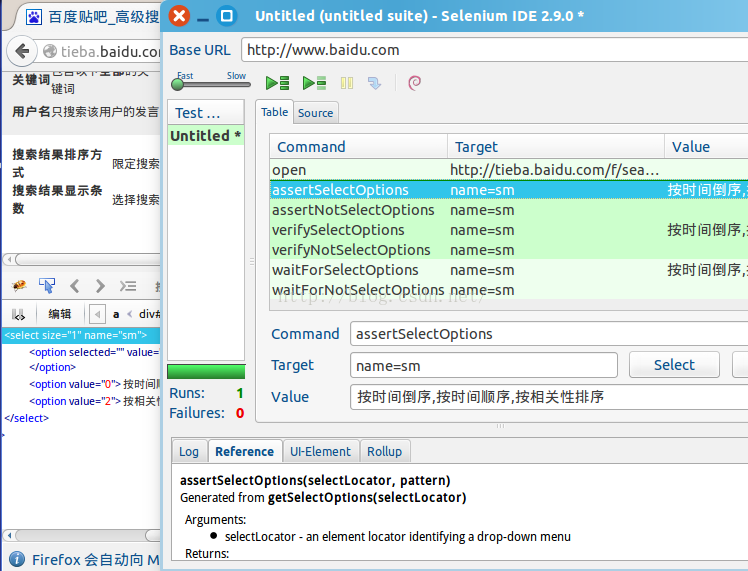 百度贴吧_高级搜
Untitled (untitled suite) - Selenium IDE 2.9.0 *
tieba.baidu.com
Base URL http://www.baidu.com
Fast Slow
关键词 包含以下全部的关键词
用户名 只搜索该用户的发言
搜索结果排序方式 限定搜索
搜索结果显示条数 选择搜索
Test ...
Untitled *
Table Source
Command Target Value
open http://tieba.baidu.com/f/sea...
assertSelectOptions name=sm 按时间倒序,
assertNotSelectOptions name=sm
verifySelectOptions name=sm 按时间倒序,
verifyNotSelectOptions name=sm
waitForSelectOptions name=sm 按时间倒序,
waitForNotSelectOptions name=sm
http://blog.csdn.net/
编辑 a div#
<select size="1" name="sm">
<option selected="" value=
</option>
<option value="0"> 按时间顺
<option value="2"> 按相关性
</select>
>
Command assertSelectOptions
Target name=sm Select
Value 按时间倒序,按时间顺序,按相关性排序
Runs: 1
Failures: 0
Log Reference UI-Element Rollup
assertSelectOptions(selectLocator, pattern)
Generated from getSelectOptions(selectLocator)
Arguments:
● selectLocator - an element locator identifying a drop-down menu
Returns:
Firefox 会自动向 M